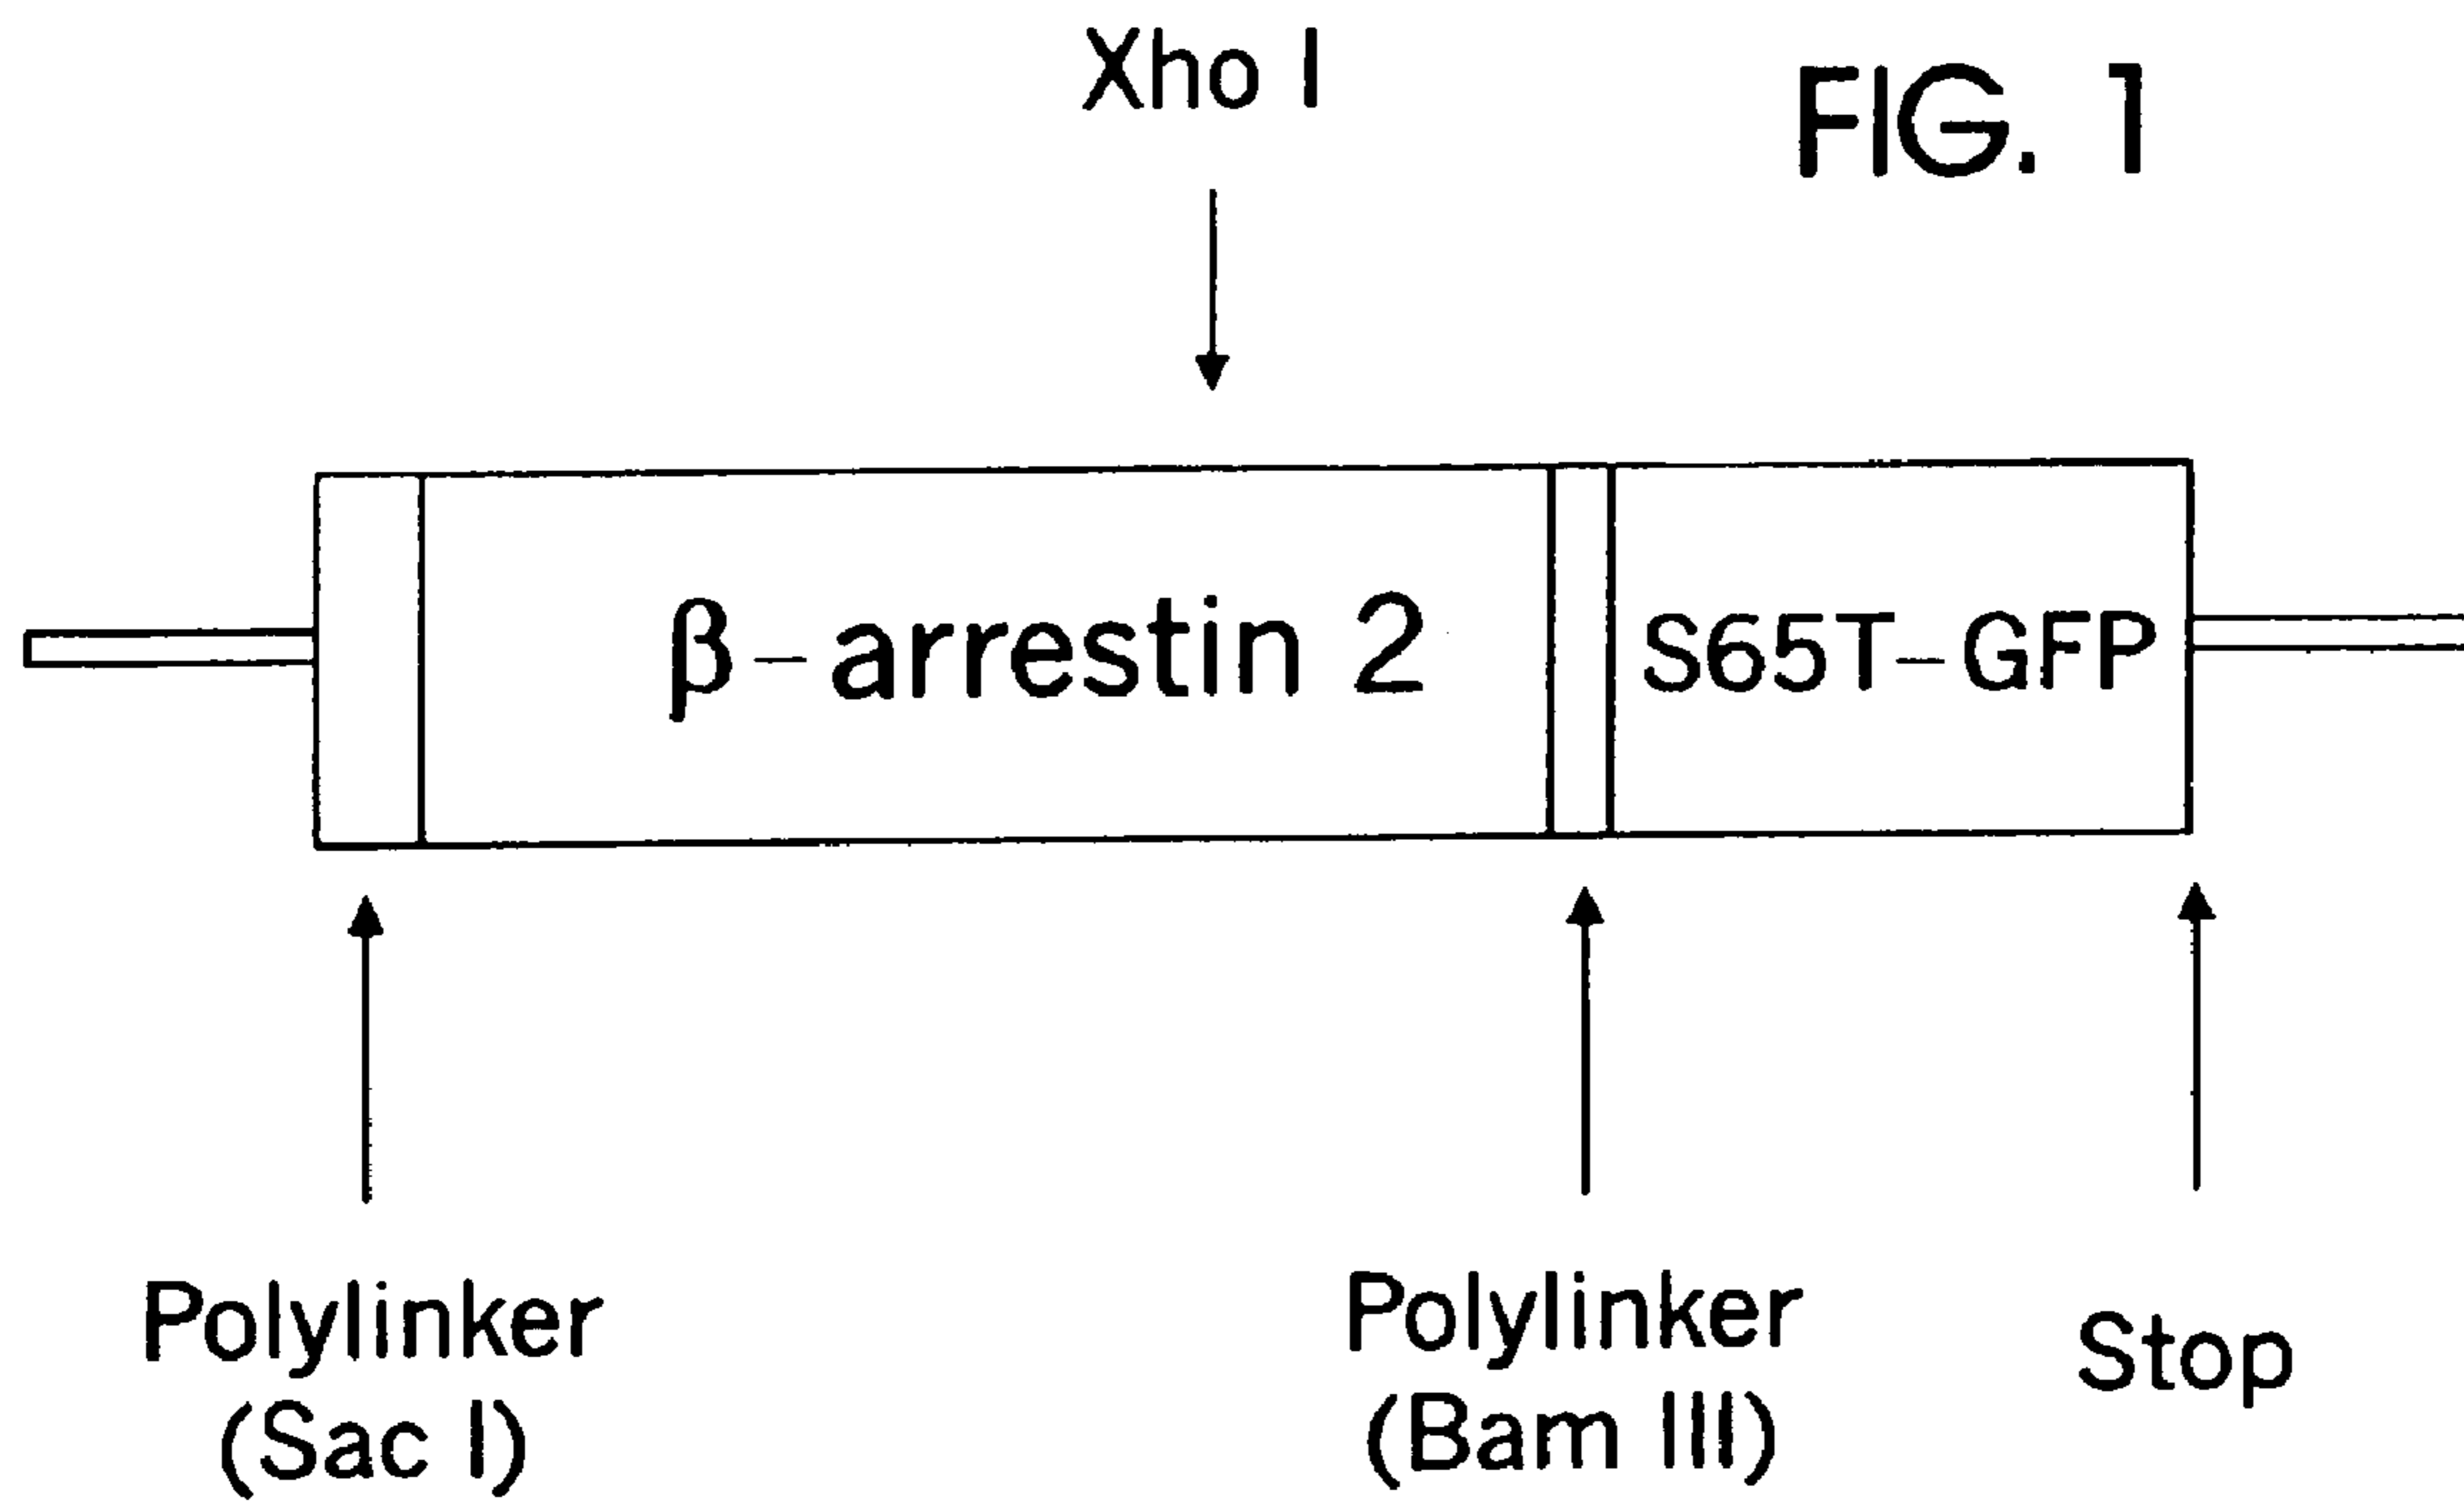 Xho I
FIG. 1
β-arrestin 2
S65T-GFP
Polylinker
(Sac I)
Polylinker
(Bam III)
Stop